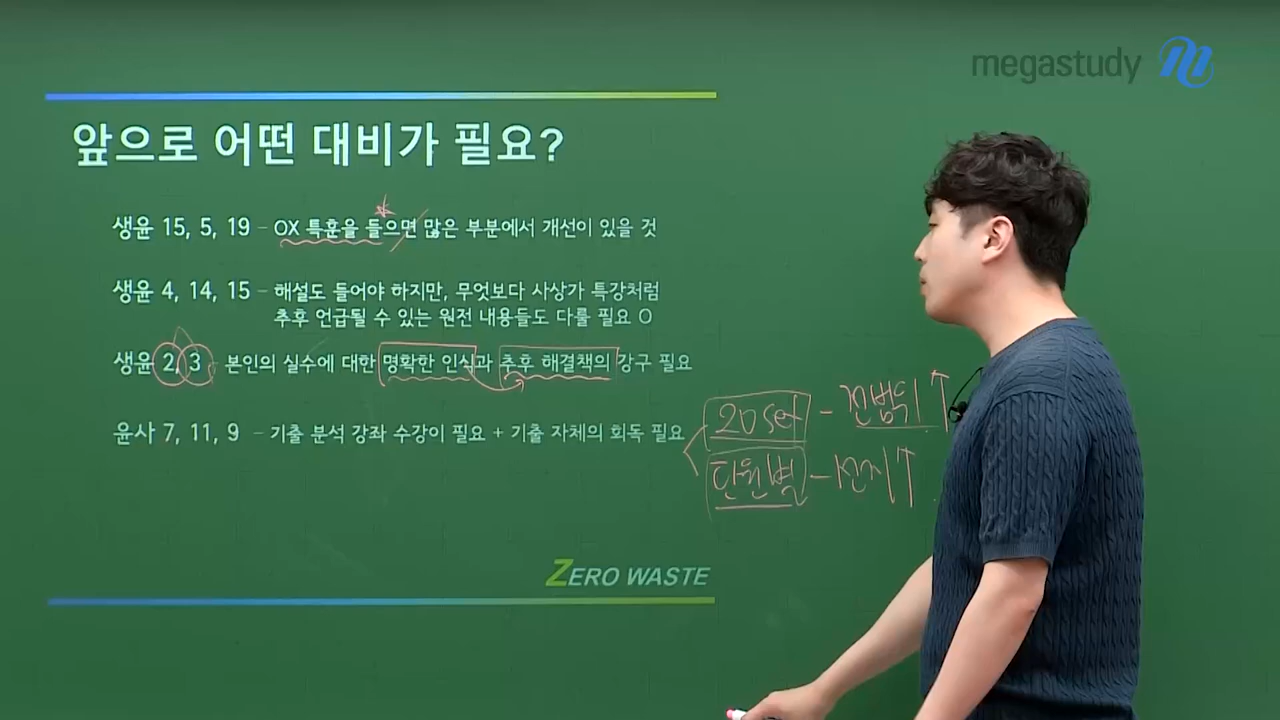 megastudy
앞으로 어떤 대비가 필요?
생윤 15, 5, 19 – OX 특훈을 들으면 많은 부분에서 개선이 있을 것
생윤 4, 14, 15 – 해설도 들어야 하지만, 무엇보다 사상가 특강처럼
추후 언급될 수 있는 원전 내용들도 다룰 필요 O
생윤 2, 3 - 본인의 실수에 대한 명확한 인식과 추후 해결책의 강구 필요
윤사 7, 11, 9 – 기출 분석 강좌 수강이 필요 + 기출 자체의 회독 필요
20 set – 전범위 ↑
단원별 – 선지 ↑
ZERO WASTE